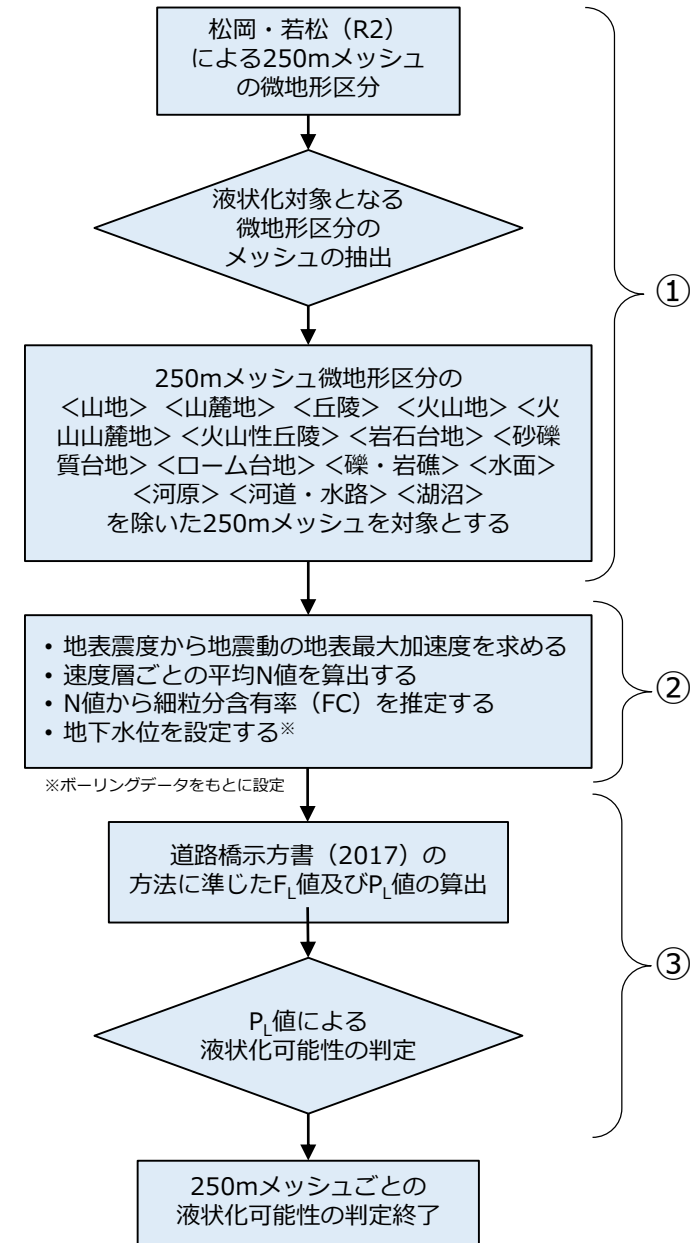 松岡・若松（R2）
による250mメッシュ
の微地形区分
液状化対象となる
微地形区分の
メッシュの抽出
250mメッシュ微地形区分の
＜山地＞ ＜山麓地＞ ＜丘陵＞ ＜火山地＞＜火
山山麓地＞＜火山性丘陵＞＜岩石台地＞＜砂礫
質台地＞＜ローム台地＞＜礫・岩礁＞＜水面＞
＜河原＞＜河道・水路＞＜湖沼＞
を除いた250mメッシュを対象とする
①
• 地表震度から地震動の地表最大加速度を求める
• 速度層ごとの平均N値を算出する
• N値から細粒分含有率（FC）を推定する
• 地下水位を設定する※
②
※ボーリングデータをもとに設定
道路橋示方書（2017）の
方法に準じたFL値及びPL値の算出
PL値による
液状化可能性の判定
③
250mメッシュごとの
液状化可能性の判定終了